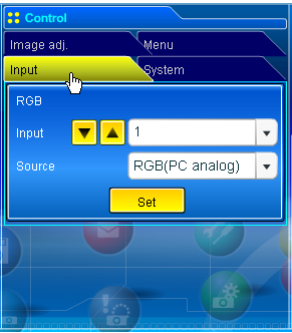 Control
Image adj. Menu
Input System
RGB
Input 1
Source RGB(PC analog)
Set